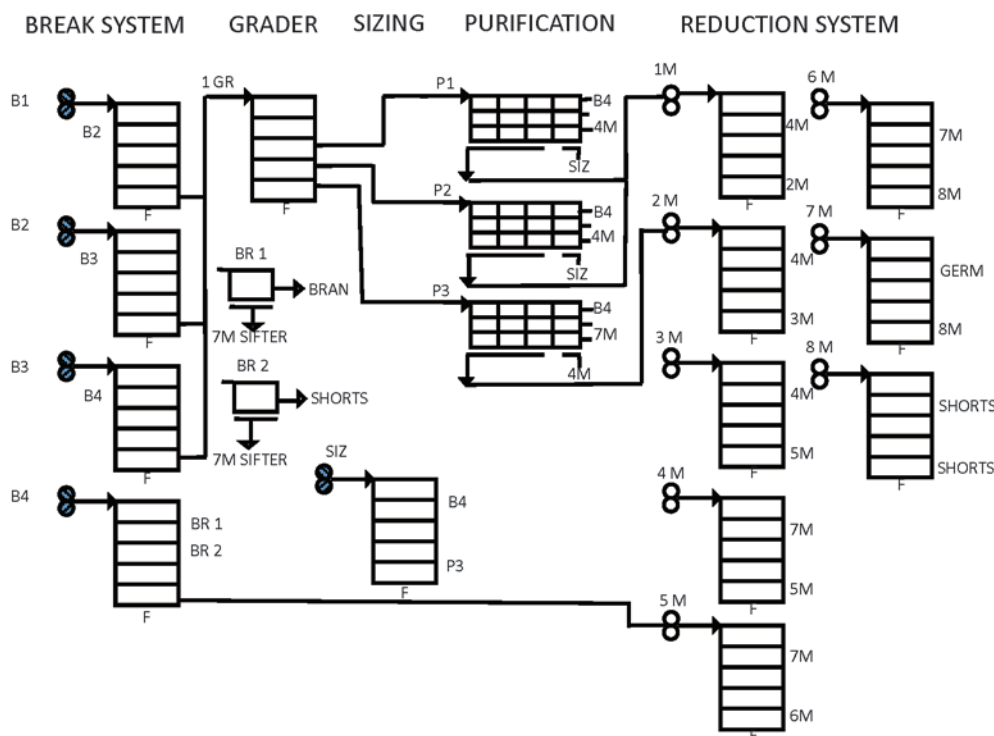 BREAK SYSTEM
GRADER
SIZING
PURIFICATION
REDUCTION SYSTEM
B1
B2
F
B2
B3
F
B3
B4
F
B4
BR 1
BR 2
F
1 GR
F
BR 1
BRAN
7M SIFTER
BR 2
SHORTS
7M SIFTER
SIZ
B4
P3
F
P1
B4
4M
SIZ
P2
B4
4M
SIZ
P3
B4
7M
4M
1M
4M
2M
F
2 M
4M
3M
F
3 M
4M
5M
F
4 M
7M
5M
F
5 M
7M
6M
F
6 M
7M
8M
F
7 M
GERM
8M
F
8 M
SHORTS
SHORTS
F